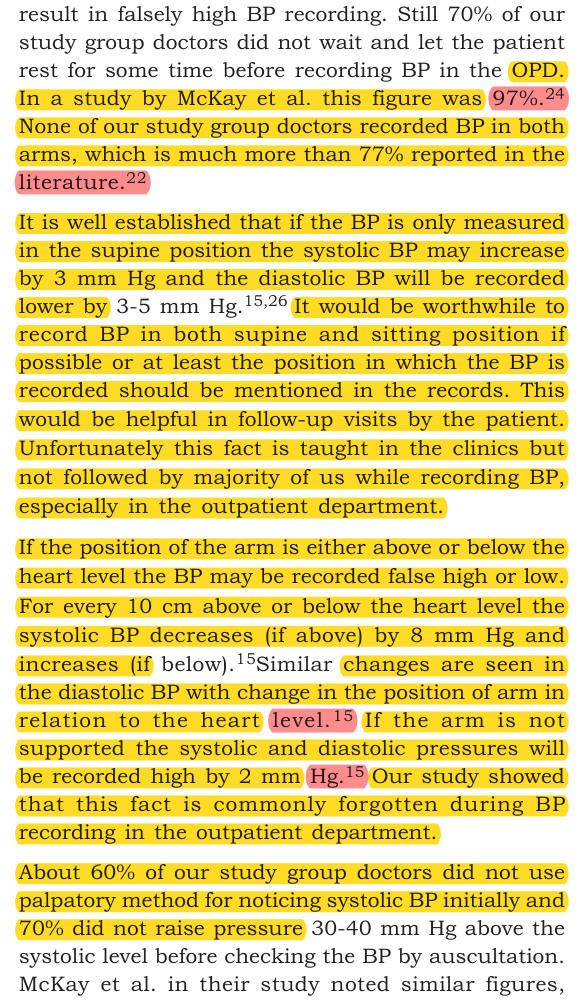 result in falsely high BP recording. Still 70% of our
study group doctors did not wait and let the patient
rest for some time before recording BP in the OPD.
In a study by McKay et al. this figure was 97%.24
None of our study group doctors recorded BP in both
arms, which is much more than 77% reported in the
literature.22
It is well established that if the BP is only measured
in the supine position the systolic BP may increase
by 3 mm Hg and the diastolic BP will be recorded
lower by 3-5 mm Hg.15,26 It would be worthwhile to
record BP in both supine and sitting position if
possible or at least the position in which the BP is
recorded should be mentioned in the records. This
would be helpful in follow-up visits by the patient.
Unfortunately this fact is taught in the clinics but
not followed by majority of us while recording BP,
especially in the outpatient department.
If the position of the arm is either above or below the
heart level the BP may be recorded false high or low.
For every 10 cm above or below the heart level the
systolic BP decreases (if above) by 8 mm Hg and
increases (if below).15Similar changes are seen in
the diastolic BP with change in the position of arm in
relation to the heart level.15 If the arm is not
supported the systolic and diastolic pressures will
be recorded high by 2 mm Hg.15 Our study showed
that this fact is commonly forgotten during BP
recording in the outpatient department.
About 60% of our study group doctors did not use
palpatory method for noticing systolic BP initially and
70% did not raise pressure 30-40 mm Hg above the
systolic level before checking the BP by auscultation.
McKay et al. in their study noted similar figures,